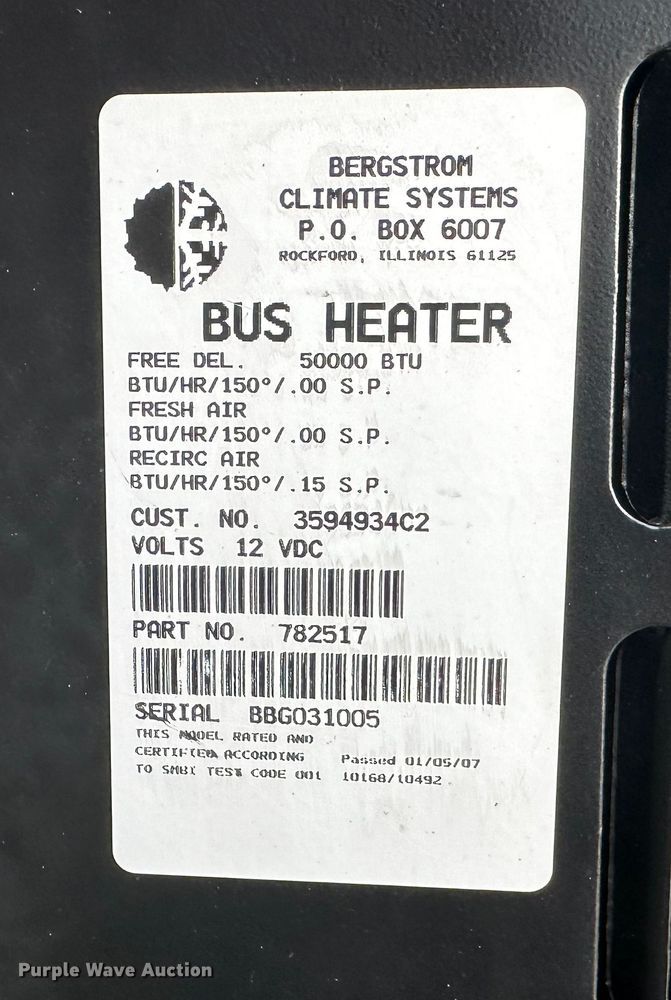 BERGSTROM
CLIMATE SYSTEMS
P.O. BOX 6007
ROCKFORD, ILLINOIS 61125
BUS HEATER
FREE DEL. 50000 BTU
BTU/HR/150°/.00 S.P.
FRESH AIR
BTU/HR/150°/.00 S.P.
RECIRC AIR
BTU/HR/150°/.15 S.P.
CUST. NO. 3594934C2
VOLTS 12 VDC
PART NO. 782517
SERIAL BBG031005
THIS MODEL RATED AND
CERTIFIED ACCORDING Passed 01/05/07
TO SMBI TEST CODE 001 10168/10492
Purple Wave Auction